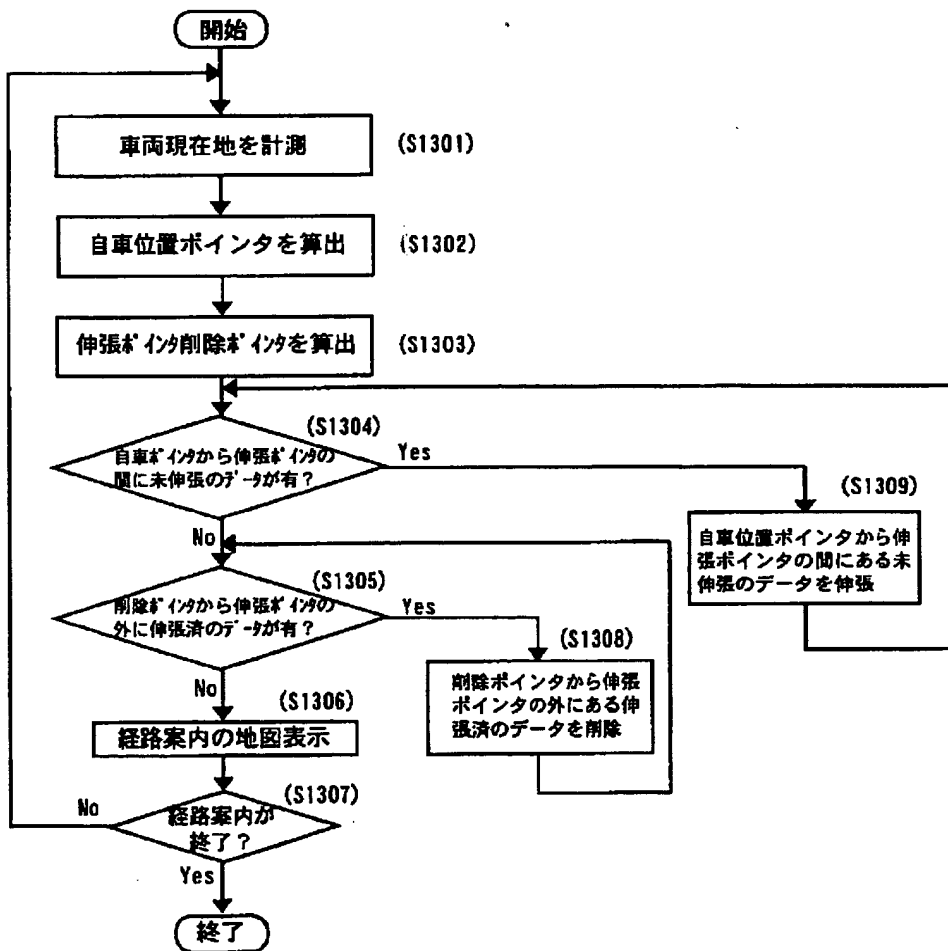 開始
車両現在地を計測
(S1301)
自車位置ポインタを算出
(S1302)
伸張ﾎﾟｲﾝﾀ削除ﾎﾟｲﾝﾀを算出
(S1303)
(S1304)
自車ﾎﾟｲﾝﾀから伸張ﾎﾟｲﾝﾀの
間に未伸張のﾃﾞｰﾀが有？
Yes
No
(S1309)
自車位置ポインタから伸
張ポインタの間にある未
伸張のデータを伸張
(S1305)
削除ﾎﾟｲﾝﾀから伸張ﾎﾟｲﾝﾀの
外に伸張済のﾃﾞｰﾀが有？
Yes
No
(S1308)
削除ポインタから伸張
ポインタの外にある伸
張済のデータを削除
(S1306)
経路案内の地図表示
(S1307)
経路案内が
終了？
No
Yes
終了